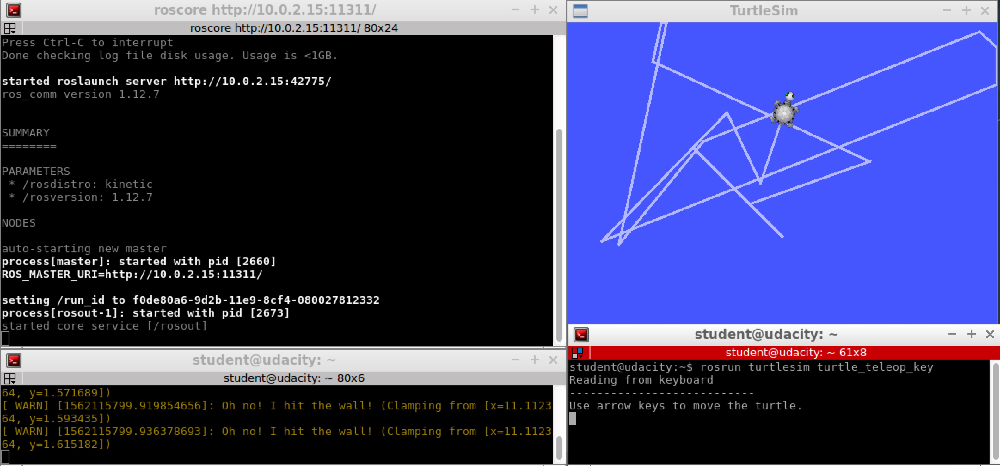 roscore http://10.0.2.15:11311/
roscore http://10.0.2.15:11311/ 80x24
Press Ctrl-C to interrupt
Done checking log file disk usage. Usage is <1GB.
started roslaunch server http://10.0.2.15:42775/
ros_comm version 1.12.7
SUMMARY
========
PARAMETERS
 * /rosdistro: kinetic
 * /rosversion: 1.12.7
NODES
auto-starting new master
process[master]: started with pid [2660]
ROS_MASTER_URI=http://10.0.2.15:11311/
setting /run_id to f0de80a6-9d2b-11e9-8cf4-080027812332
process[rosout-1]: started with pid [2673]
started core service [/rosout]
TurtleSim
student@udacity: ~
student@udacity: ~ 80x6
64, y=1.571689])
[ WARN] [1562115799.919854656]: Oh no! I hit the wall! (Clamping from [x=11.1123
64, y=1.593435])
[ WARN] [1562115799.936378693]: Oh no! I hit the wall! (Clamping from [x=11.1123
64, y=1.615182])
student@udacity: ~
student@udacity: ~ 61x8
student@udacity:~$ rosrun turtlesim turtle_teleop_key
Reading from keyboard
---------------------------
Use arrow keys to move the turtle.